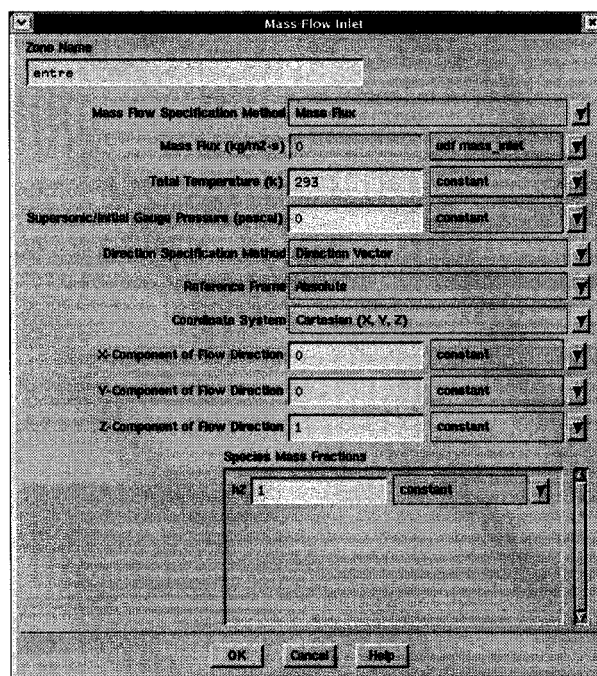 Mass-Flow Inlet
Zone Name
entre
Mass Flow Specification Method Mass Flux
Mass Flux (kg/m2-s) 0 udf mass_inlet
Total Temperature (k) 293 constant
Supersonic/Initial Gauge Pressure (pascal) 0 constant
Direction Specification Method Direction Vector
Reference Frame Absolute
Coordinate System Cartesian (X, Y, Z)
X-Component of Flow Direction 0 constant
Y-Component of Flow Direction 0 constant
Z-Component of Flow Direction 1 constant
Species Mass Fractions
h2 1 constant
OK Cancel Help